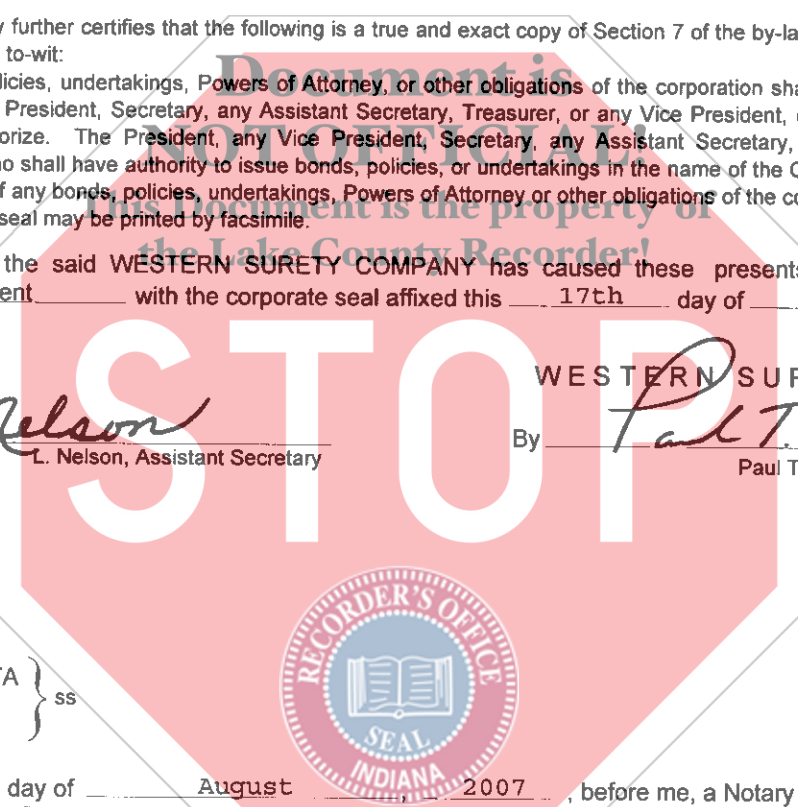 y further certifies that the following is a true and exact copy of Section 7 of the by-la
to-wit:
licies, undertakings, Powers of Attorney, or other obligations of the corporation sha
President, Secretary, any Assistant Secretary, Treasurer, or any Vice President,
orize. The President, any Vice President, Secretary, any Assistant Secretary,
o shall have authority to issue bonds, policies, or undertakings in the name of the C
f any bonds, policies, undertakings, Powers of Attorney or other obligations of the co
seal may be printed by facsimile.
Document is
NOT OFFICIAL!
This Document is the property of
the Lake County Recorder!
the said WESTERN SURETY COMPANY has caused these presents
ent with the corporate seal affixed this 17th day of
STOP
WESTERN SUR
Nelson
L. Nelson, Assistant Secretary
By Paul T.
Paul T
RECORDER'S OFFICE
SEAL
INDIANA
TA } ss
day of August , 2007 , before me, a Notary